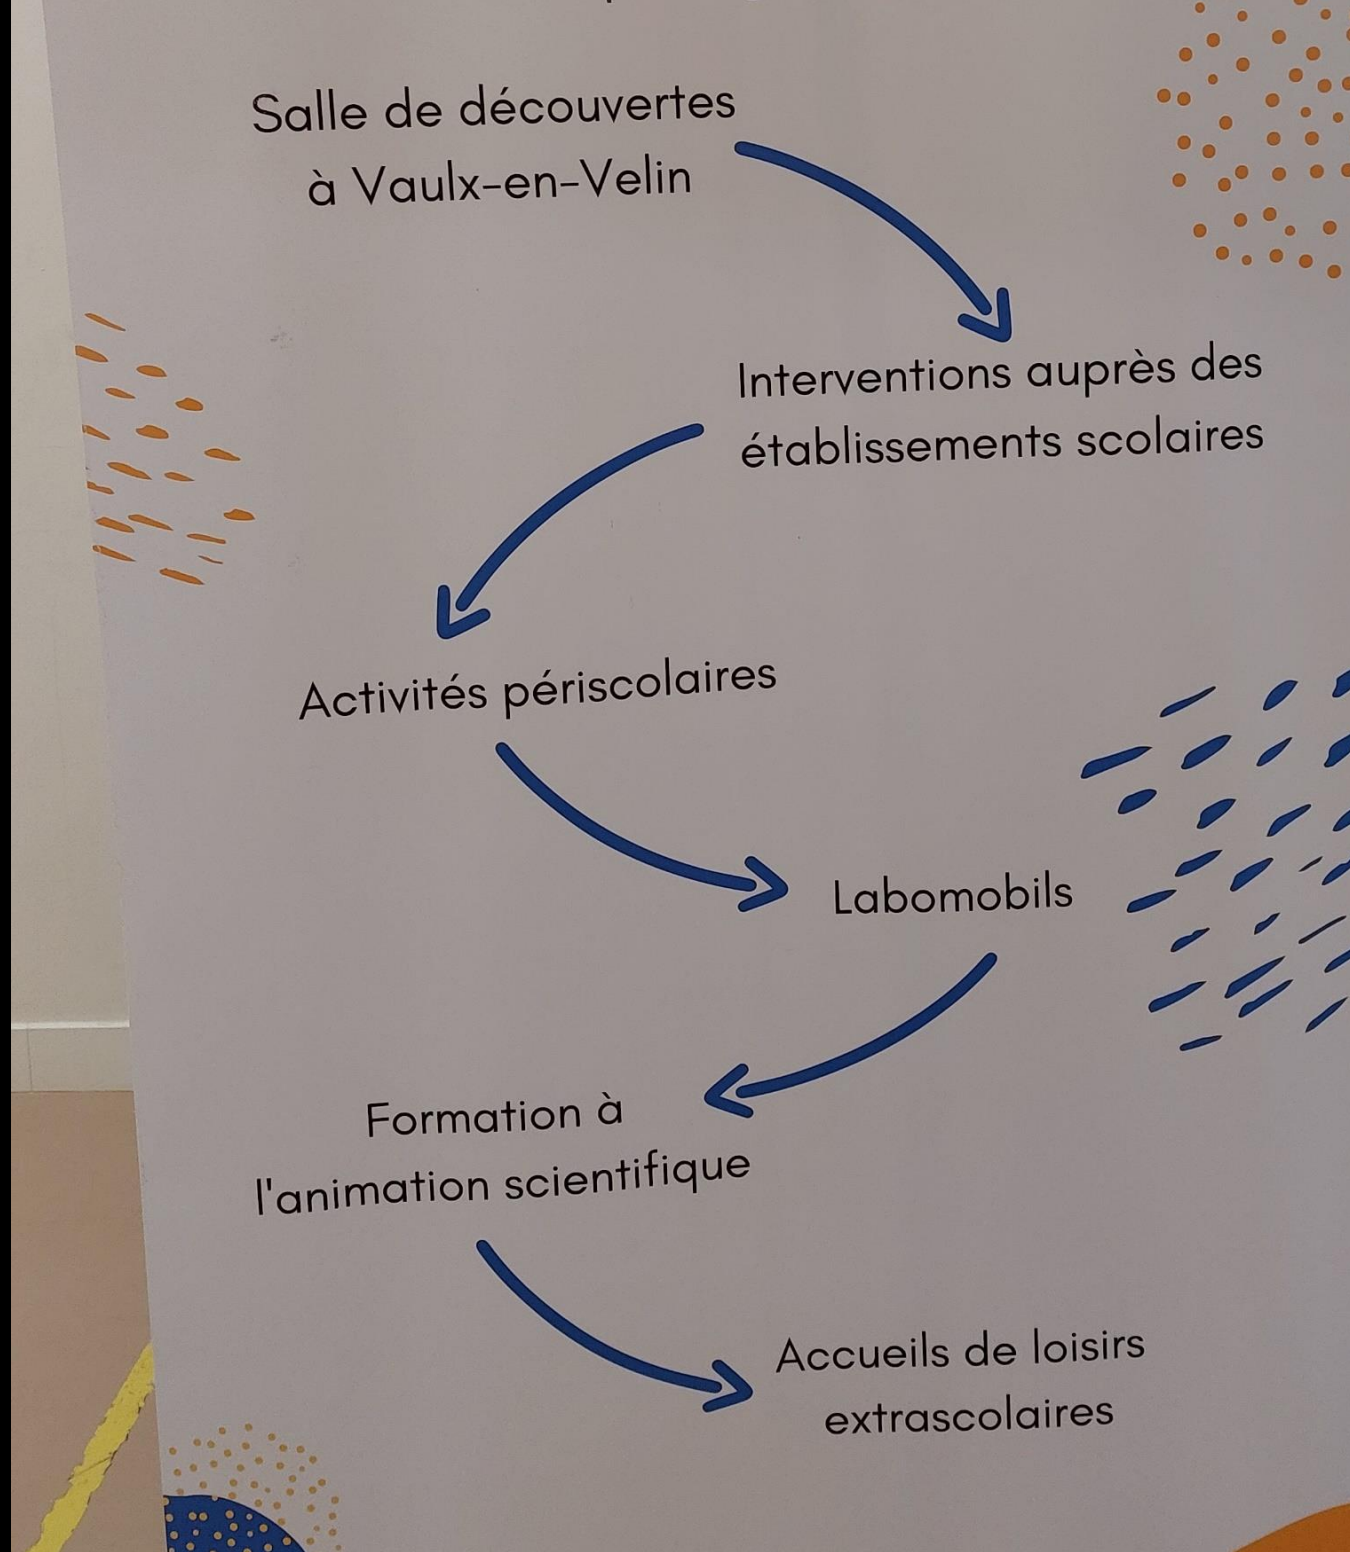 Salle de découvertes
à Vaulx-en-Velin
Interventions auprès des
établissements scolaires
Activités périscolaires
Labomobils
Formation à
l'animation scientifique
Accueils de loisirs
extrascolaires